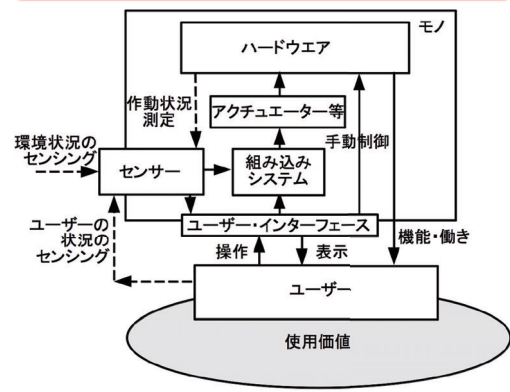 モノ
ハードウエア
作動状況
測定
アクチュエーター等
環境状況の
センシング
手動制御
センサー
組み込み
システム
ユーザーの
状況の
センシング
ユーザー・インターフェース
機能・働き
操作
表示
ユーザー
使用価値